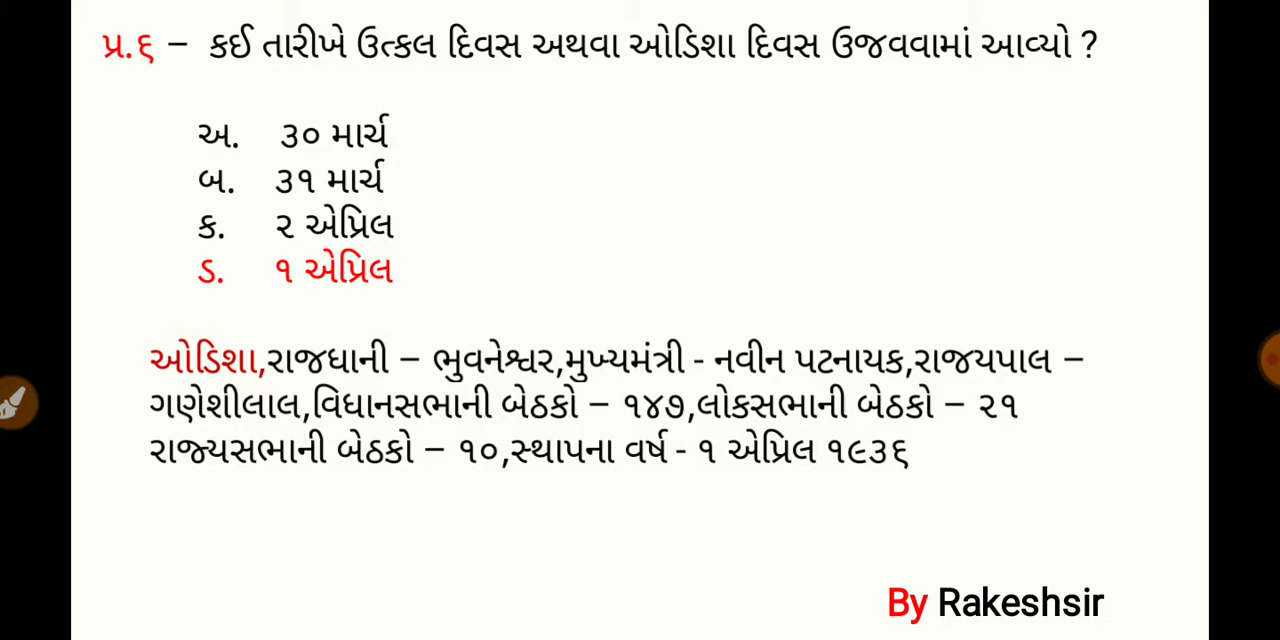 પ્ર.૬ – કઈ તારીખે ઉત્કલ દિવસ અથવા ઓડિશા દિવસ ઉજવવામાં આવ્યો ?
અ. ૩૦ માર્ચ
બ. ૩૧ માર્ચ
ક. ૨ એપ્રિલ
ડ. ૧ એપ્રિલ
ઓડિશા,રાજધાની – ભુવનેશ્વર,મુખ્યમંત્રી - નવીન પટનાયક,રાજયપાલ –
ગણેશીલાલ,વિધાનસભાની બેઠકો – ૧૪૭,લોકસભાની બેઠકો – ૨૧
રાજ્યસભાની બેઠકો – ૧૦,સ્થાપના વર્ષ - ૧ એપ્રિલ ૧૯૩૬
By Rakeshsir